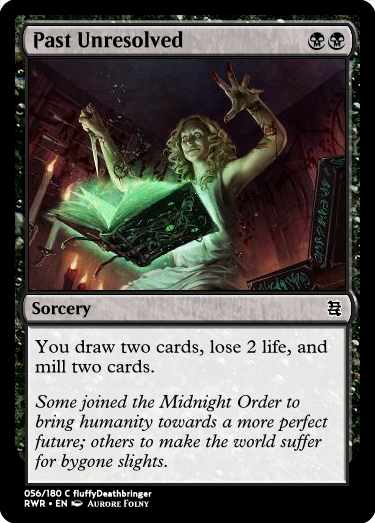 Past Unresolved
Sorcery
You draw two cards, lose 2 life, and
mill two cards.
Some joined the Midnight Order to
bring humanity towards a more perfect
future; others to make the world suffer
for bygone slights.
056/180 C fluffyDeathbringer
RWR • EN Aurore Folny